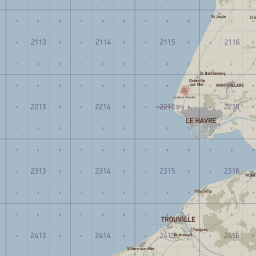 St Jouin
2113 2114 2115 2116
St Barthelemy
Octeville
sur Mer
MONTVILLIERS
2213 2214 2215 2216
LE HAVRE
2313 2314 2315 2316
Villerville
TROUVILLE
Touques
2413 2414 2415 2416
St Arnoult
Villers-sur-Mer